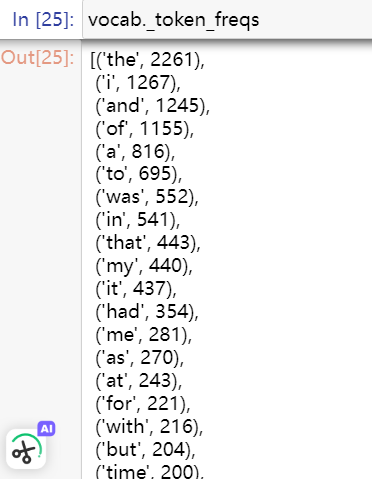 In [25]: vocab._token_freqs
Out[25]: [('the', 2261),
('i', 1267),
('and', 1245),
('of', 1155),
('a', 816),
('to', 695),
('was', 552),
('in', 541),
('that', 443),
('my', 440),
('it', 437),
('had', 354),
('me', 281),
('as', 270),
('at', 243),
('for', 221),
('with', 216),
('but', 204),
('time', 200),
AI